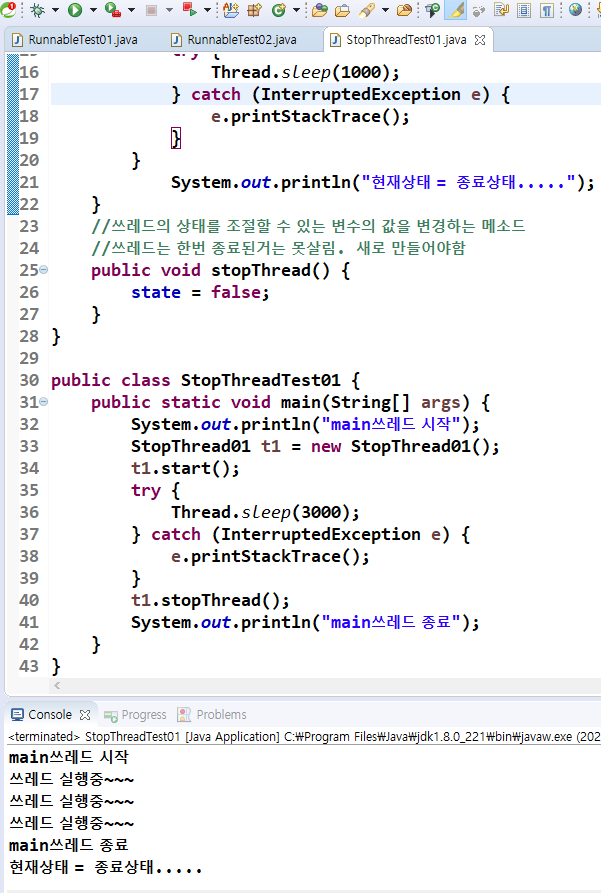 RunnableTest01.java RunnableTest02.java StopThreadTest01.java
try {
16 Thread.sleep(1000);
17 } catch (InterruptedException e) {
18 e.printStackTrace();
19 }
20 }
21 System.out.println("현재상태 = 종료상태.....");
22 }
23 //쓰레드의 상태를 조절할 수 있는 변수의 값을 변경하는 메소드
24 //쓰레드는 한번 종료된거는 못살림. 새로 만들어야함
25 public void stopThread() {
26 state = false;
27 }
28 }
29
30 public class StopThreadTest01 {
31 public static void main(String[] args) {
32 System.out.println("main쓰레드 시작");
33 StopThread01 t1 = new StopThread01();
34 t1.start();
35 try {
36 Thread.sleep(3000);
37 } catch (InterruptedException e) {
38 e.printStackTrace();
39 }
40 t1.stopThread();
41 System.out.println("main쓰레드 종료");
42 }
43 }
Console Progress Problems
<terminated> StopThreadTest01 [Java Application] C:₩Program Files₩Java₩jdk1.8.0_221₩bin₩javaw.exe (202
main쓰레드 시작
쓰레드 실행중~~~
쓰레드 실행중~~~
쓰레드 실행중~~~
main쓰레드 종료
현재상태 = 종료상태.....